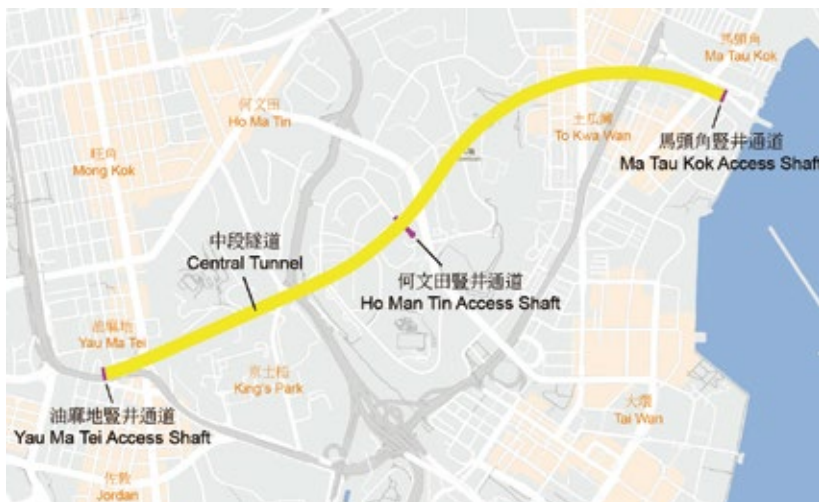 馬頭角
Ma Tau Kok
何文田
Ho Ma Tin
土瓜灣
To Kwa Wan
旺角
Mong Kok
馬頭角豎井通道
Ma Tau Kok Access Shaft
中段隧道
Central Tunnel
何文田豎井通道
Ho Man Tin Access Shaft
油麻地
Yau Ma Tei
京士柏
King's Park
大環
Tai Wan
油麻地豎井通道
Yau Ma Tei Access Shaft
佐敦
Jordan